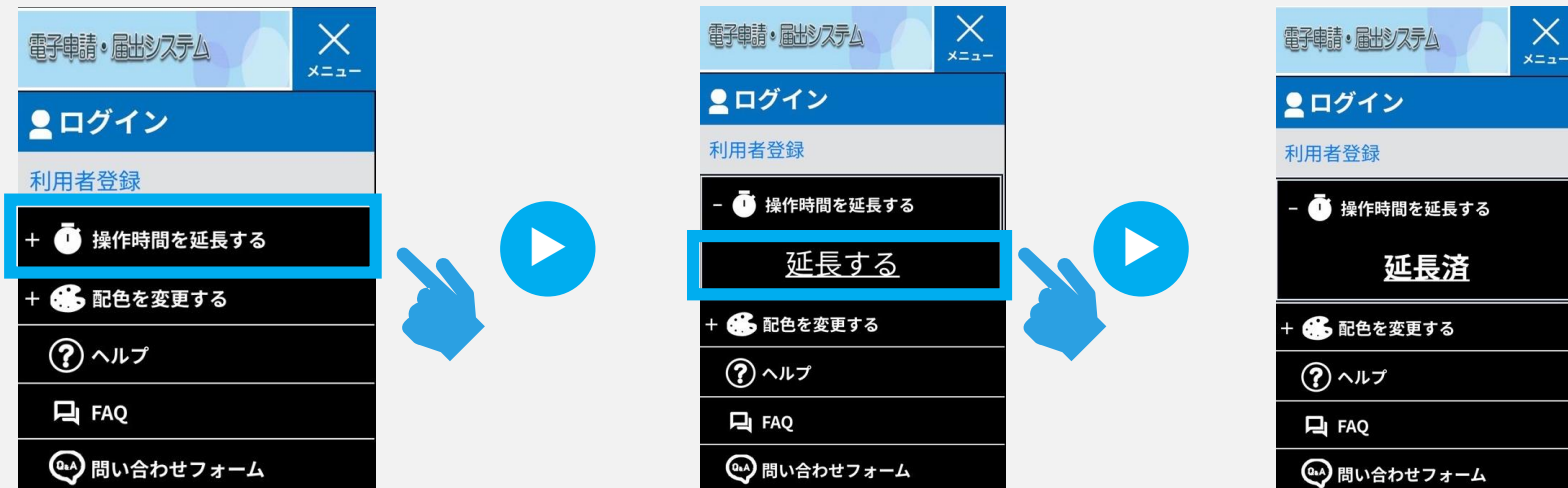 電子申請・届出システム
メニュー
ログイン
利用者登録
+ 操作時間を延長する
+ 配色を変更する
? ヘルプ
FAQ
Q&A 問い合わせフォーム
電子申請・届出システム
メニュー
ログイン
利用者登録
- 操作時間を延長する
延長する
+ 配色を変更する
? ヘルプ
FAQ
Q&A 問い合わせフォーム
電子申請・届出システム
メニュー
ログイン
利用者登録
- 操作時間を延長する
延長済
+ 配色を変更する
? ヘルプ
FAQ
Q&A 問い合わせフォーム